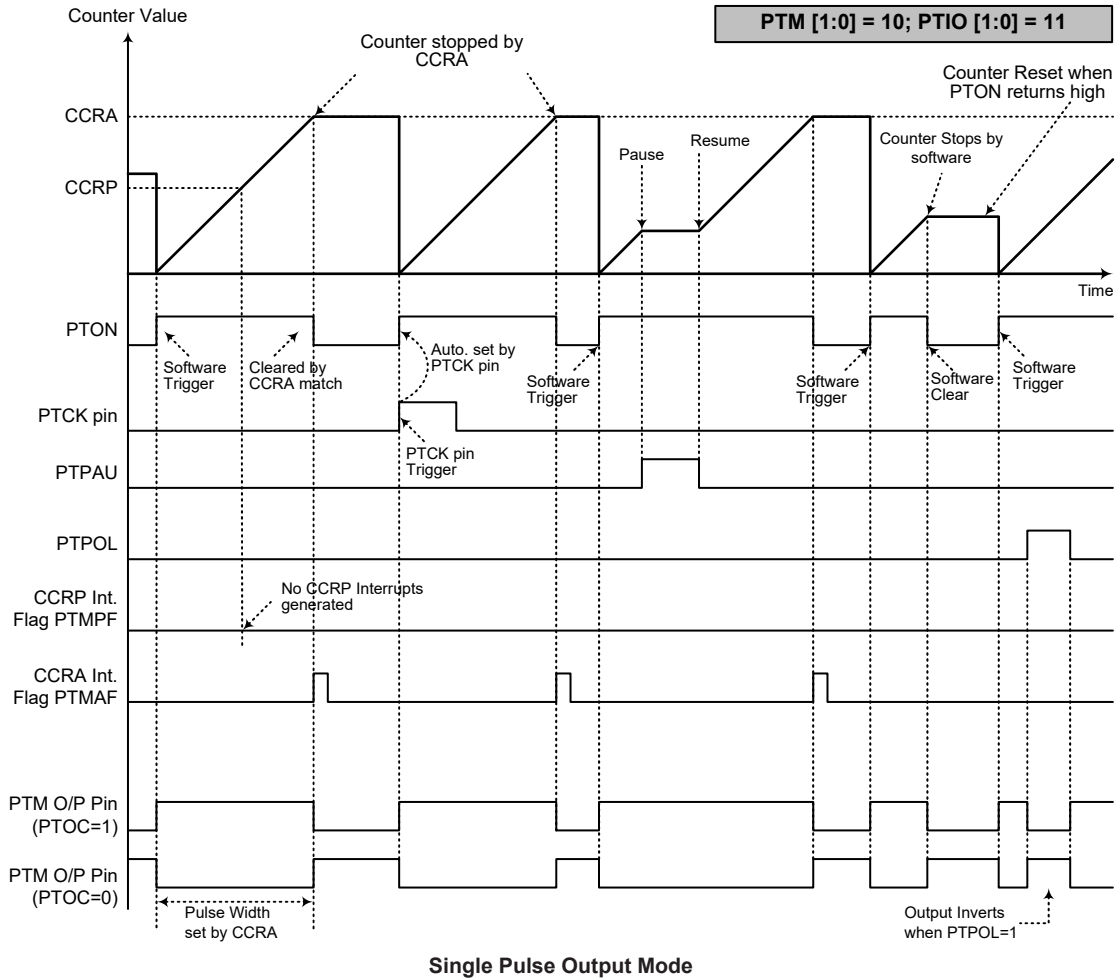 Counter Value
PTM [1:0] = 10; PTIO [1:0] = 11
Counter stopped by
CCRA
Counter Reset when
PTON returns high
CCRA
Counter Stops by
software
Pause
Resume
CCRP
Time
PTON
Software
Trigger
Cleared by
CCRA match
Auto. set by
PTCK pin
Software
Trigger
Software
Trigger
Software
Clear
Software
Trigger
PTCK pin
PTCK pin
Trigger
PTPAU
PTPOL
CCRP Int.
Flag PTMPF
No CCRP Interrupts
generated
CCRA Int.
Flag PTMAF
PTM O/P Pin
(PTOC=1)
PTM O/P Pin
(PTOC=0)
Pulse Width
set by CCRA
Output Inverts
when PTPOL=1
Single Pulse Output Mode